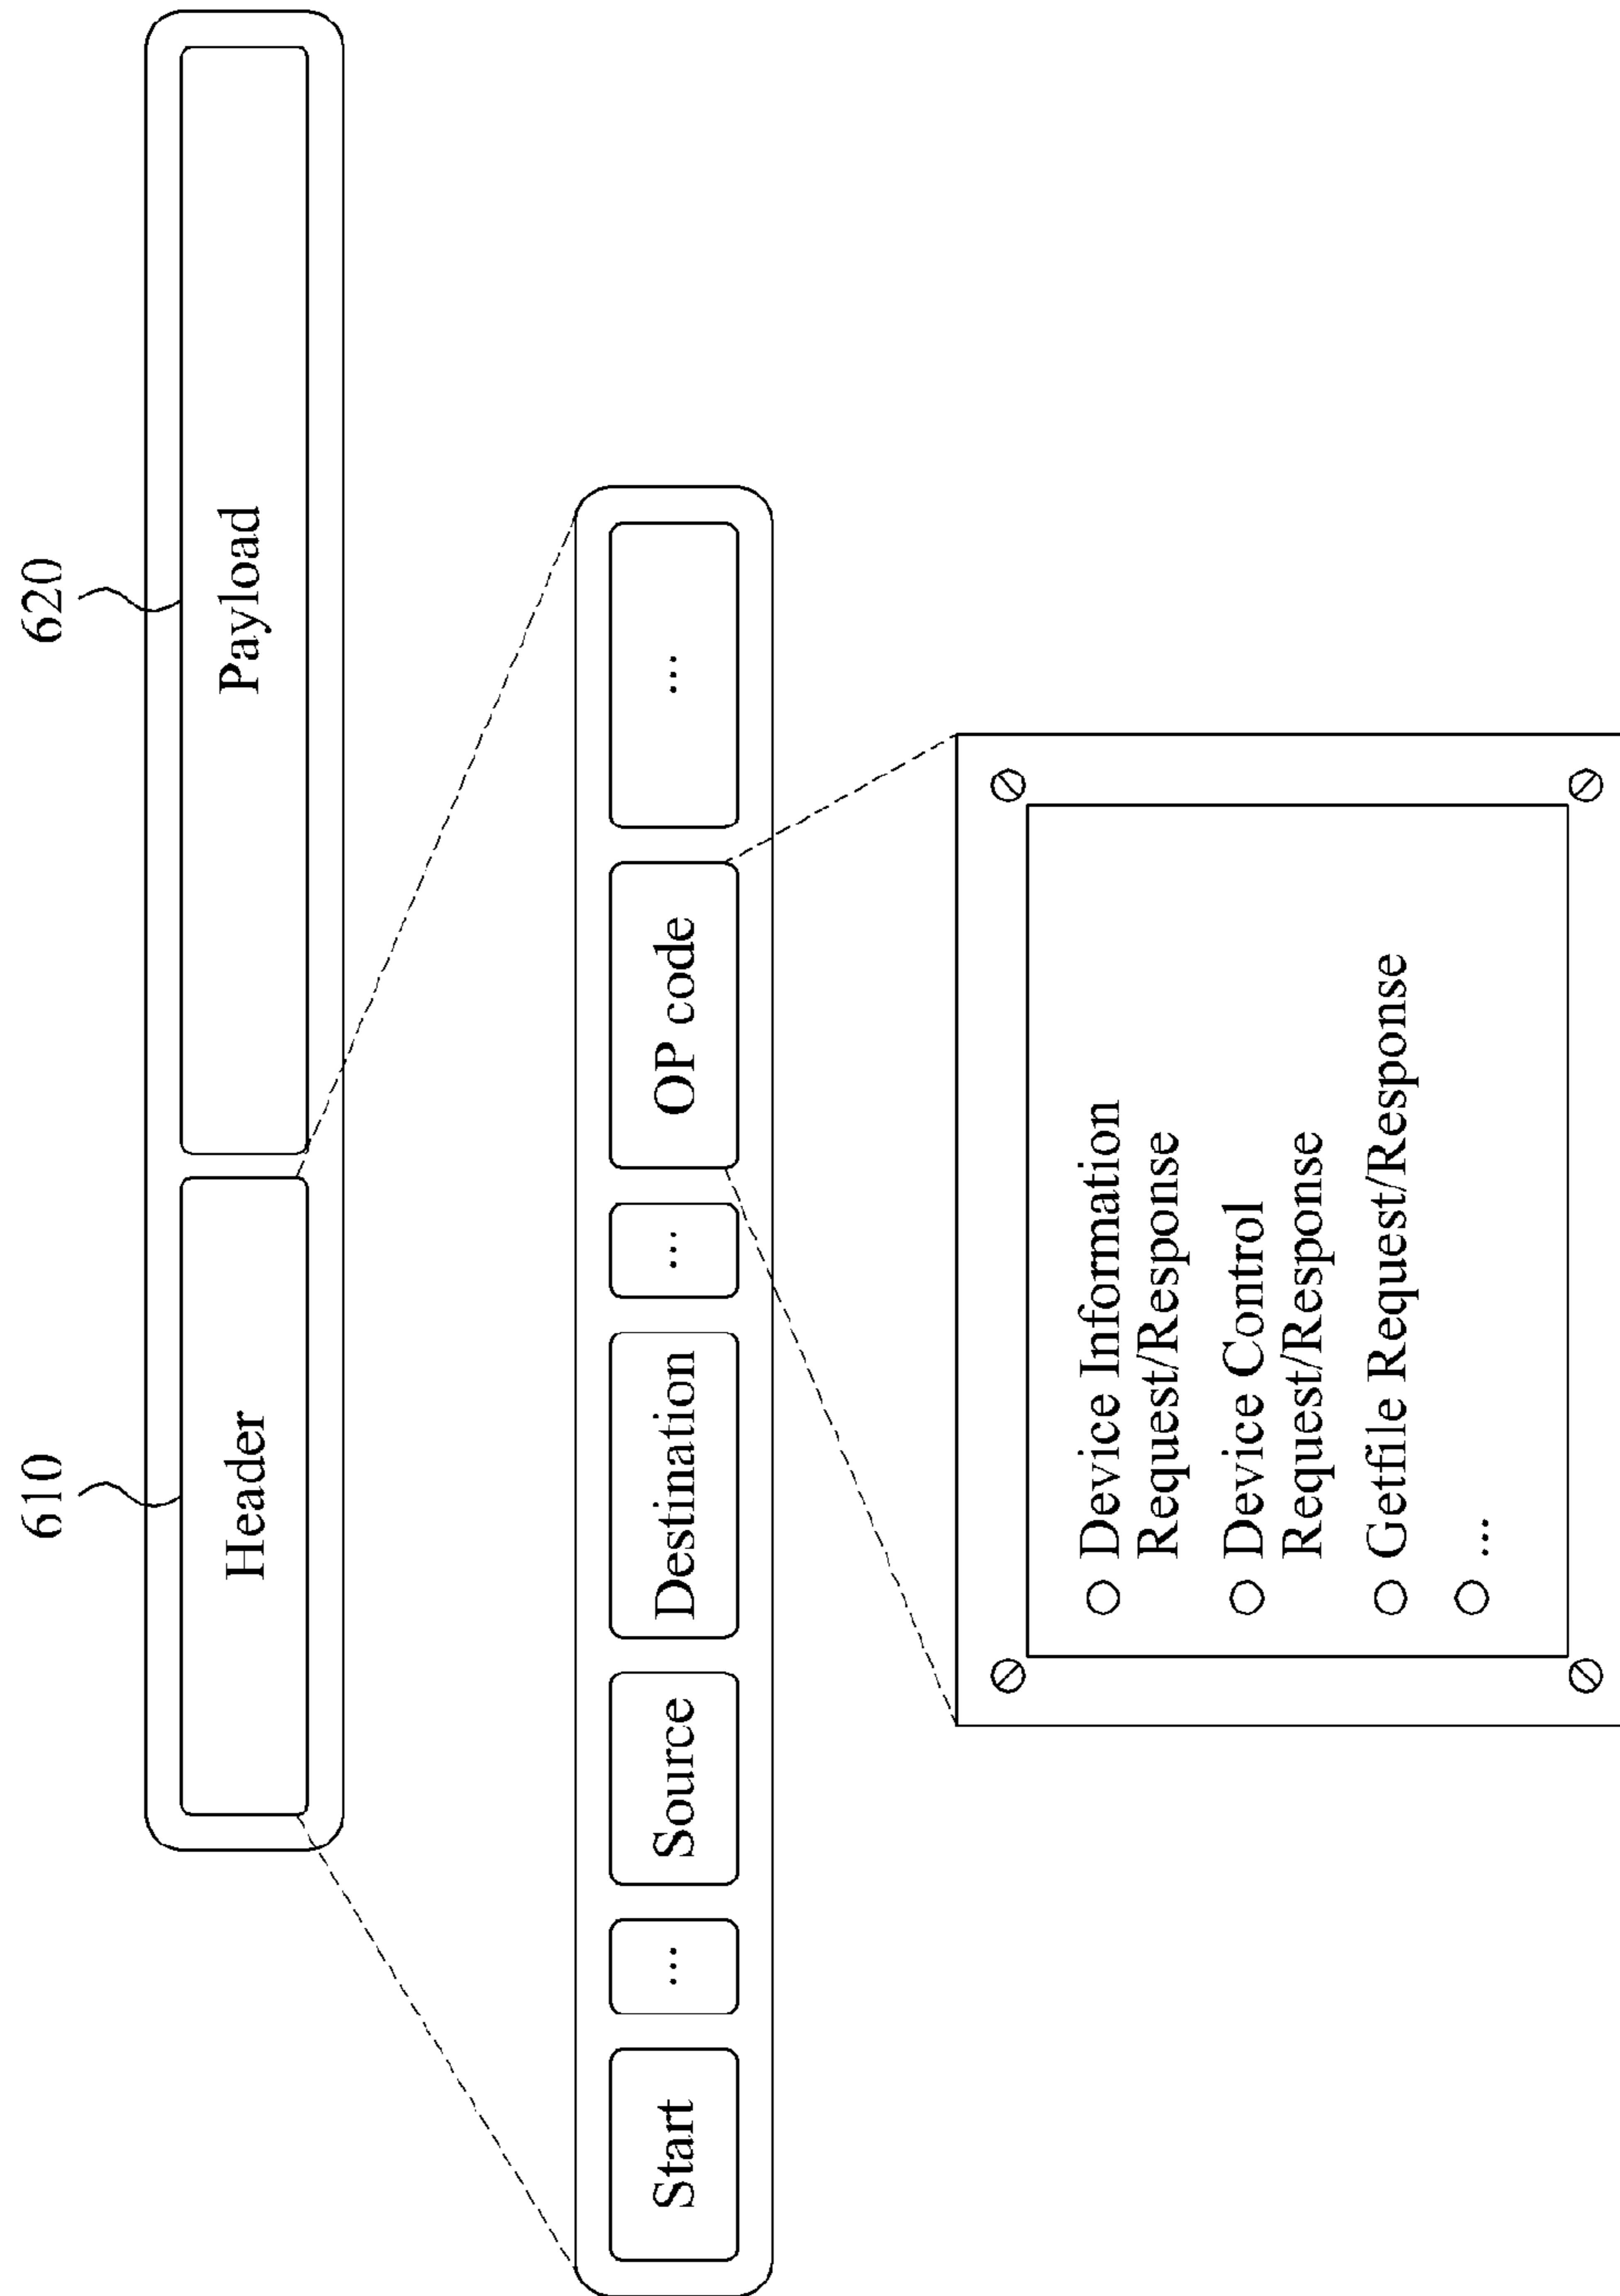 610
620
Header
Payload
Start
...
Source
Destination
...
OP code
...
Device Information
Request/Response
Device Control
Request/Response
Getfile Request/Response
...